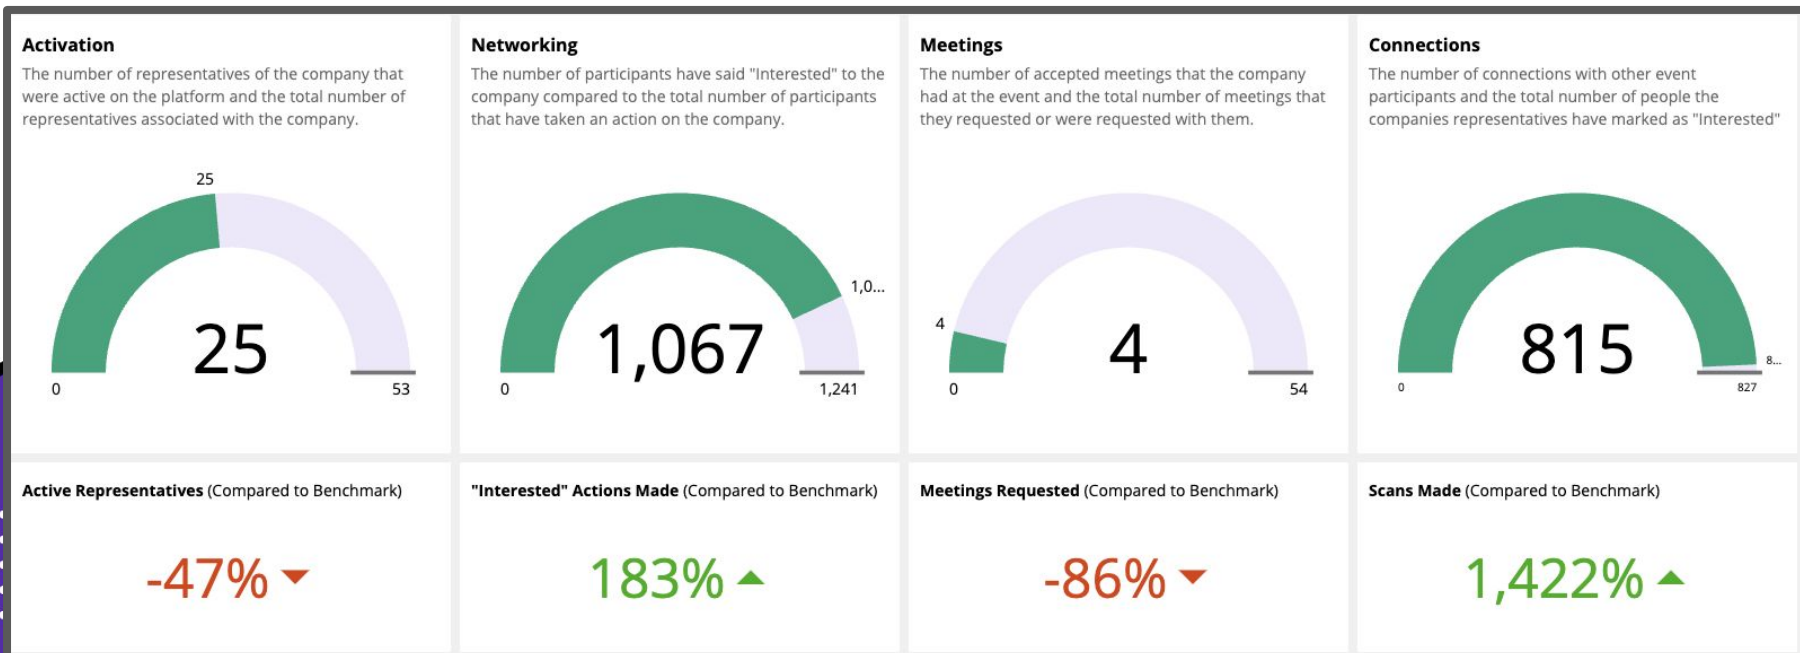 Activation
The number of representatives of the company that
were active on the platform and the total number of
representatives associated with the company.
25
25
0
53
Networking
The number of participants have said "Interested" to the
company compared to the total number of participants
that have taken an action on the company.
1,0...
1,067
0
1,241
Meetings
The number of accepted meetings that the company
had at the event and the total number of meetings that
they requested or were requested with them.
4
4
0
54
Connections
The number of connections with other event
participants and the total number of people the
companies representatives have marked as "Interested"
8...
815
0
827
Active Representatives (Compared to Benchmark)
-47%
"Interested" Actions Made (Compared to Benchmark)
183%
Meetings Requested (Compared to Benchmark)
-86%
Scans Made (Compared to Benchmark)
1,422%